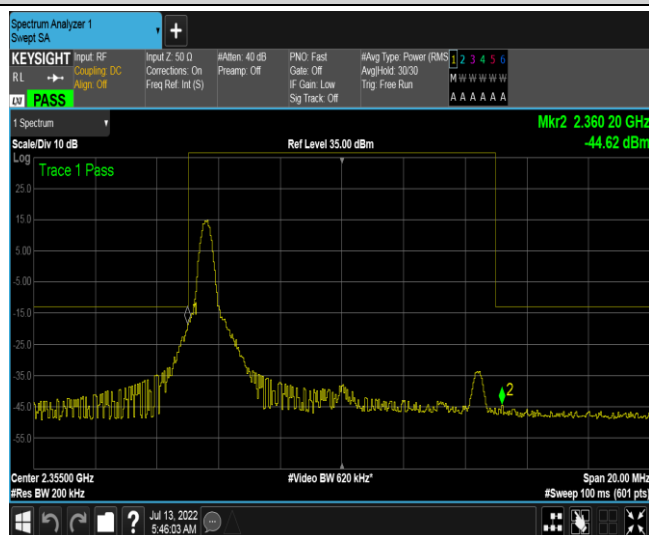 Spectrum Analyzer 1
Swept SA
+
KEYSIGHT
RL
LXI PASS
Input: RF
Coupling: DC
Align: Off
Input Z: 50 Ω
Corrections: On
Freq Ref: Int (S)
#Atten: 40 dB
Preamp: Off
PNO: Fast
Gate: Off
IF Gain: Low
Sig Track: Off
#Avg Type: Power (RMS
Avg|Hold: 30/30
Trig: Free Run
1 2 3 4 5 6
M W W W W W
A A A A A A
1 Spectrum
Mkr2 2.360 20 GHz
Scale/Div 10 dB
Ref Level 35.00 dBm
-44.62 dBm
Log
Trace 1 Pass
25.0
15.0
5.00
-5.00
-15.0
-25.0
-35.0
2
-45.0
-55.0
Center 2.35500 GHz
#Video BW 620 kHz*
Span 20.00 MHz
#Res BW 200 kHz
#Sweep 100 ms (601 pts)
?
Jul 13, 2022
5:46:03 AM